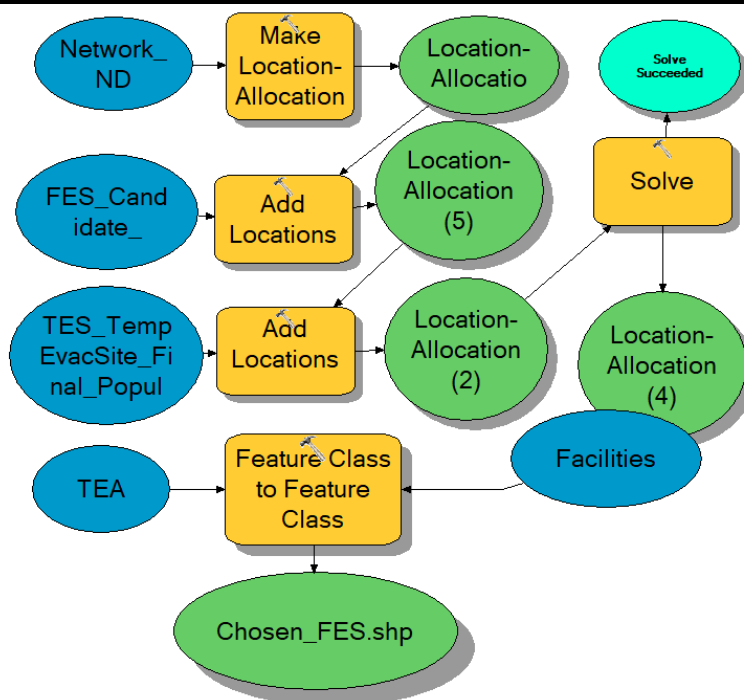 Network_
ND
Make
Location-
Allocation
Location-
Allocatio
Solve
Succeeded
FES_Cand
idate_
Add
Locations
Location-
Allocation
(5)
Solve
TES_Temp
EvacSite_Fi
nal_Popul
Add
Locations
Location-
Allocation
(2)
Location-
Allocation
(4)
TEA
Feature Class
to Feature
Class
Facilities
Chosen_FES.shp